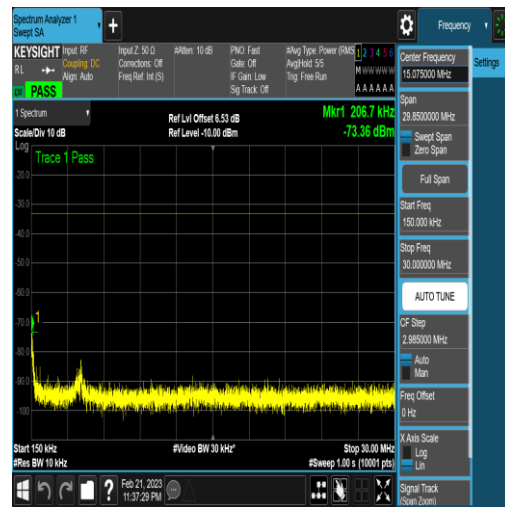 Spectrum Analyzer 1
Swept SA
Frequency
KEYSIGHT
RL
Input: RF
Coupling: DC
Align: Auto
Input Z: 50 Ω
Corrections: Off
Freq Ref: Int (S)
#Atten: 10 dB
PNO: Fast
Gate: Off
IF Gain: Low
Sig Track: Off
#Avg Type: Power (RMS
Avg|Hold: 5/5
Trig: Free Run
1 2 3 4 5 6
M W W W W W
A A A A A A
PASS
1 Spectrum
Scale/Div 10 dB
Log
Ref Lvl Offset 6.53 dB
Ref Level -10.00 dBm
Mkr1 206.7 kHz
-73.36 dBm
Trace 1 Pass
-20.0
-30.0
-40.0
-50.0
-60.0
-70.0
-80.0
-90.0
-100
1
Start 150 kHz
#Res BW 10 kHz
#Video BW 30 kHz*
Stop 30.00 MHz
#Sweep 1.00 s (10001 pts)
Center Frequency
15.075000 MHz
Settings
Span
29.8500000 MHz
Swept Span
Zero Span
Full Span
Start Freq
150.000 kHz
Stop Freq
30.000000 MHz
AUTO TUNE
CF Step
2.985000 MHz
Auto
Man
Freq Offset
0 Hz
X Axis Scale
Log
Lin
Signal Track
(Span Zoom)
?
Feb 21, 2023
11:37:29 PM